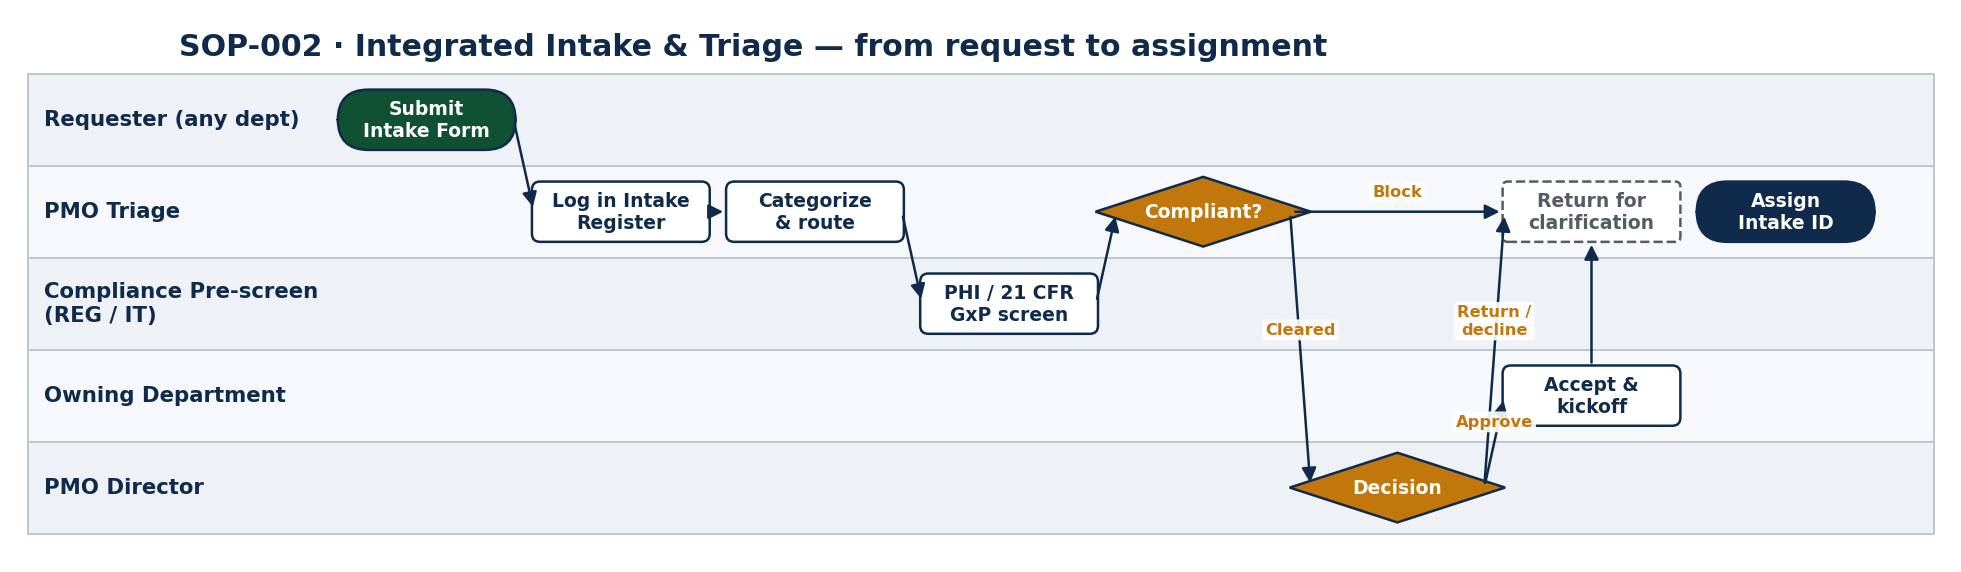 SOP-002 · Integrated Intake & Triage — from request to assignment
Requester (any dept)
Submit
Intake Form
PMO Triage
Log in Intake
Register
Categorize
& route
Compliant?
Block
Return for
clarification
Assign
Intake ID
Compliance Pre-screen
(REG / IT)
PHI / 21 CFR
GxP screen
Cleared
Return /
decline
Owning Department
Accept &
kickoff
Approve
PMO Director
Decision